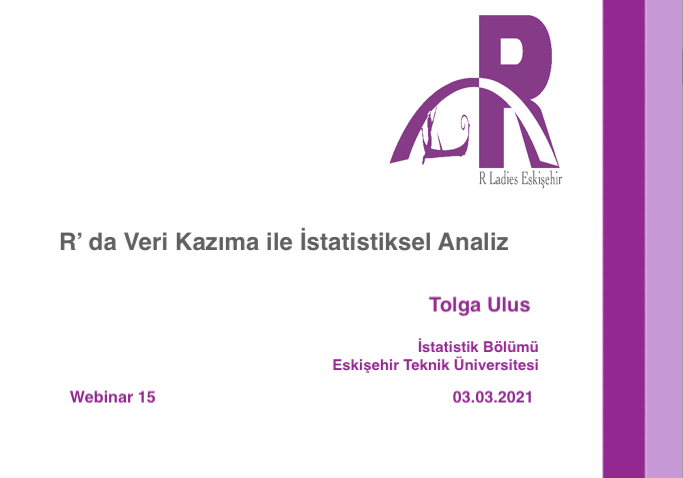 R
R Ladies Eskişehir
R’ da Veri Kazıma ile İstatistiksel Analiz
Tolga Ulus
İstatistik Bölümü
Eskişehir Teknik Üniversitesi
Webinar 15 03.03.2021